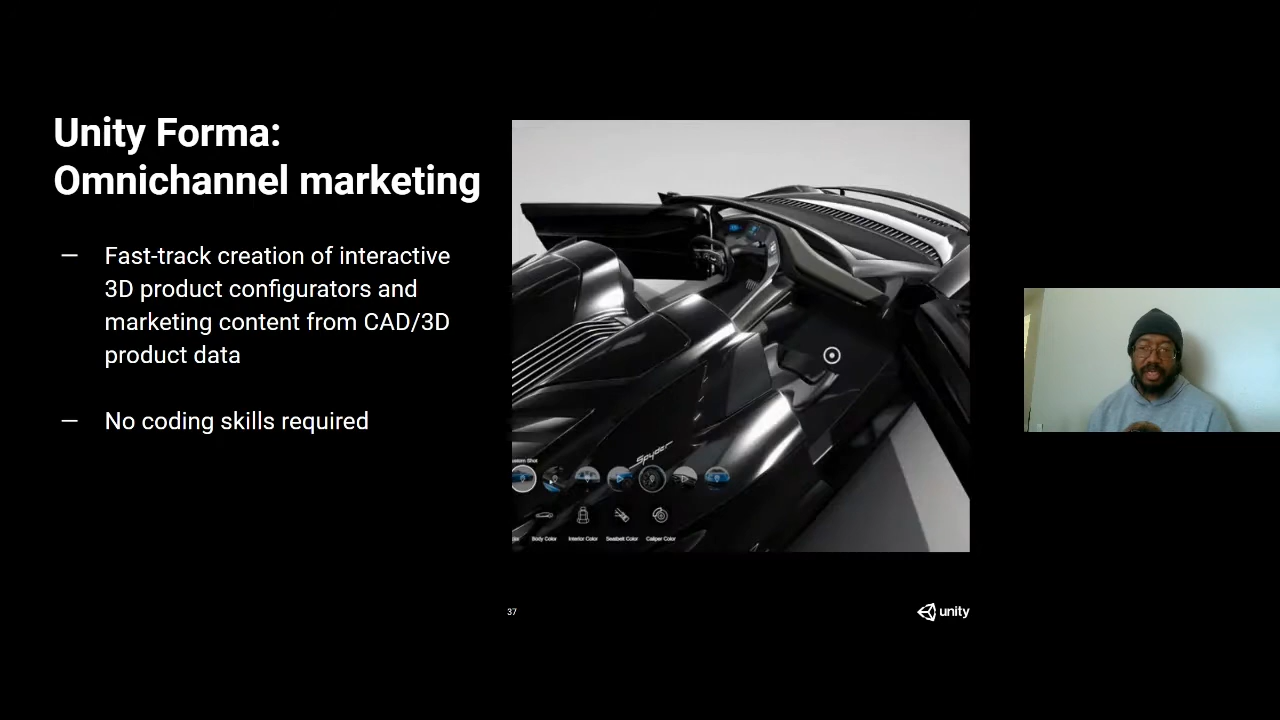 Unity Forma:
Omnichannel marketing
— Fast-track creation of interactive
3D product configurators and
marketing content from CAD/3D
product data
— No coding skills required
Spyder
Body Color Interior Color Seatbelt Color Caliper Color
37
unity